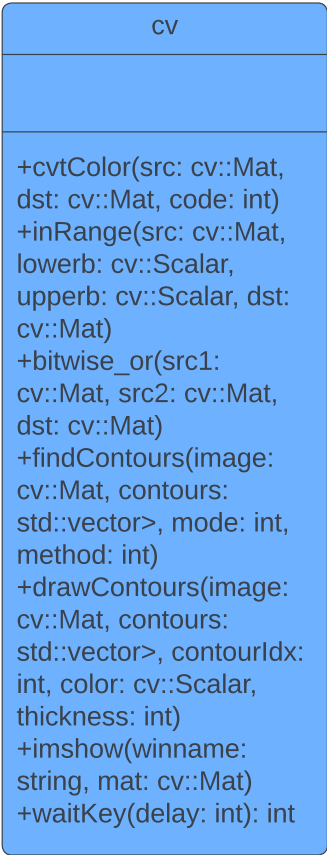 cv
+cvtColor(src: cv::Mat,
dst: cv::Mat, code: int)
+inRange(src: cv::Mat,
lowerb: cv::Scalar,
upperb: cv::Scalar, dst:
cv::Mat)
+bitwise_or(src1:
cv::Mat, src2: cv::Mat,
dst: cv::Mat)
+findContours(image:
cv::Mat, contours:
std::vector>, mode: int,
method: int)
+drawContours(image:
cv::Mat, contours:
std::vector>, contourIdx:
int, color: cv::Scalar,
thickness: int)
+imshow(winname:
string, mat: cv::Mat)
+waitKey(delay: int): int